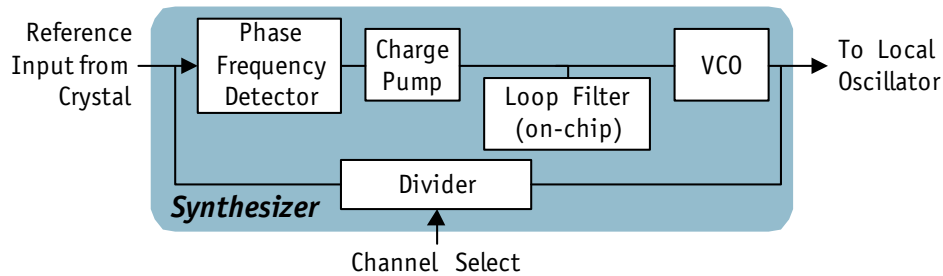 Reference
Input from
Crystal
Phase
Frequency
Detector
Charge
Pump
Loop Filter
(on-chip)
VCO
To Local
Oscillator
Divider
Synthesizer
Channel Select